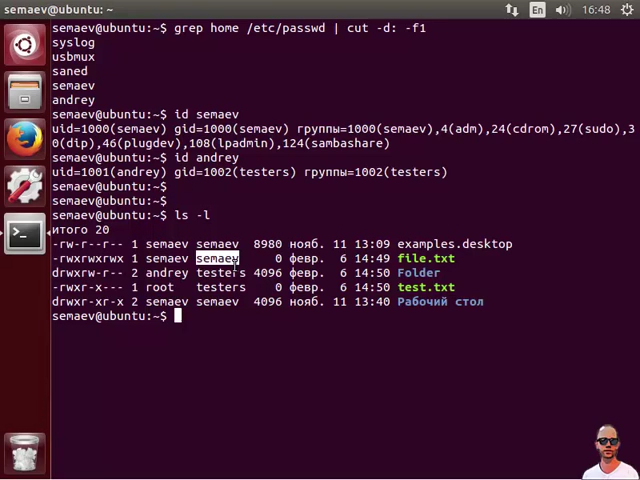 semaev@ubuntu: ~
En
16:48
semaev@ubuntu:~$ grep home /etc/passwd | cut -d: -f1
syslog
usbmux
saned
semaev
andrey
semaev@ubuntu:~$ id semaev
uid=1000(semaev) gid=1000(semaev) группы=1000(semaev),4(adm),24(cdrom),27(sudo),3
0(dip),46(plugdev),108(lpadmin),124(sambashare)
semaev@ubuntu:~$ id andrey
uid=1001(andrey) gid=1002(testers) группы=1002(testers)
semaev@ubuntu:~$
semaev@ubuntu:~$
semaev@ubuntu:~$ ls -l
итого 20
-rw-r--r-- 1 semaev semaev  8980 нояб. 11 13:09 examples.desktop
-rwxrwxrwx 1 semaev semaev     0 февр.  6 14:49 file.txt
drwxrw-r-- 2 andrey testers 4096 февр.  6 14:50 Folder
-rwxr-x--- 1 root   testers    0 февр.  6 14:50 test.txt
drwxr-xr-x 2 semaev semaev  4096 нояб. 11 13:40 Рабочий стол
semaev@ubuntu:~$